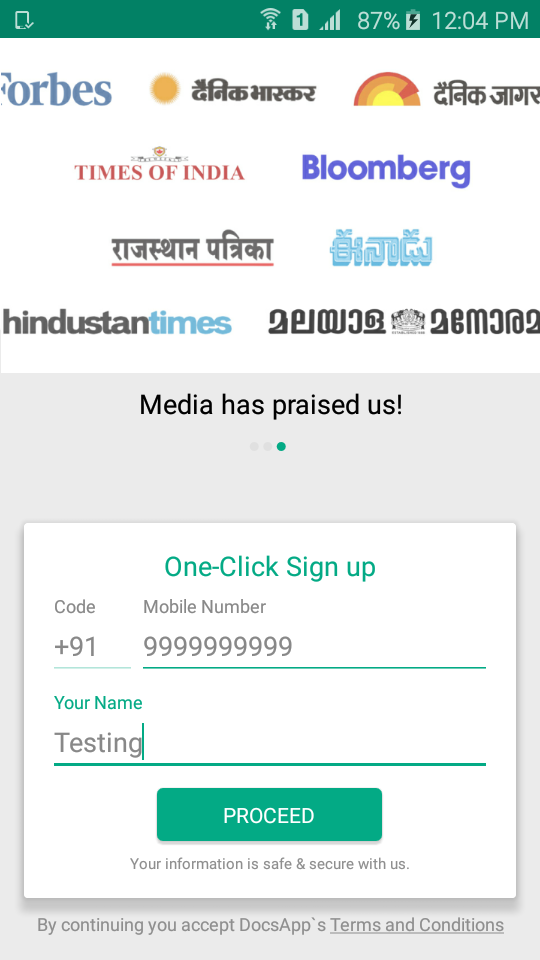 1 87% 12:04 PM
Forbes दैनिक भास्कर दैनिक जागर
TIMES OF INDIA Bloomberg
राजस्थान पत्रिका ఈనాడు
hindustantimes മലയാള മനോരമ
Media has praised us!
One-Click Sign up
Code Mobile Number
+91 9999999999
Your Name
Testing
PROCEED
Your information is safe & secure with us.
By continuing you accept DocsApp`s Terms and Conditions